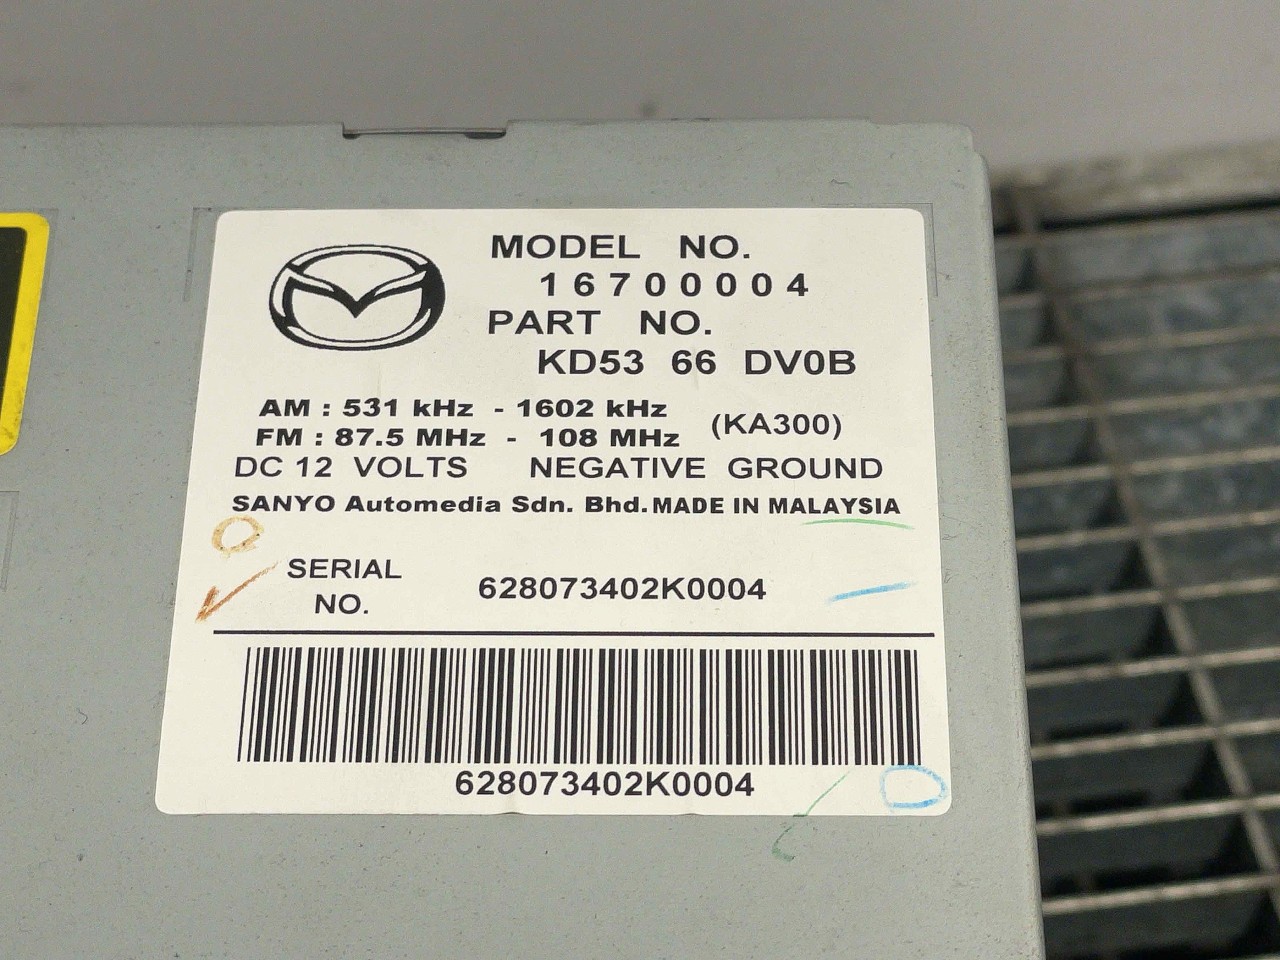 MODEL NO.
16700004
PART NO.
KD53 66 DV0B
AM : 531 kHz - 1602 kHz
FM : 87.5 MHz - 108 MHz (KA300)
DC 12 VOLTS NEGATIVE GROUND
SANYO Automedia Sdn. Bhd. MADE IN MALAYSIA
SERIAL NO. 628073402K0004
628073402K0004